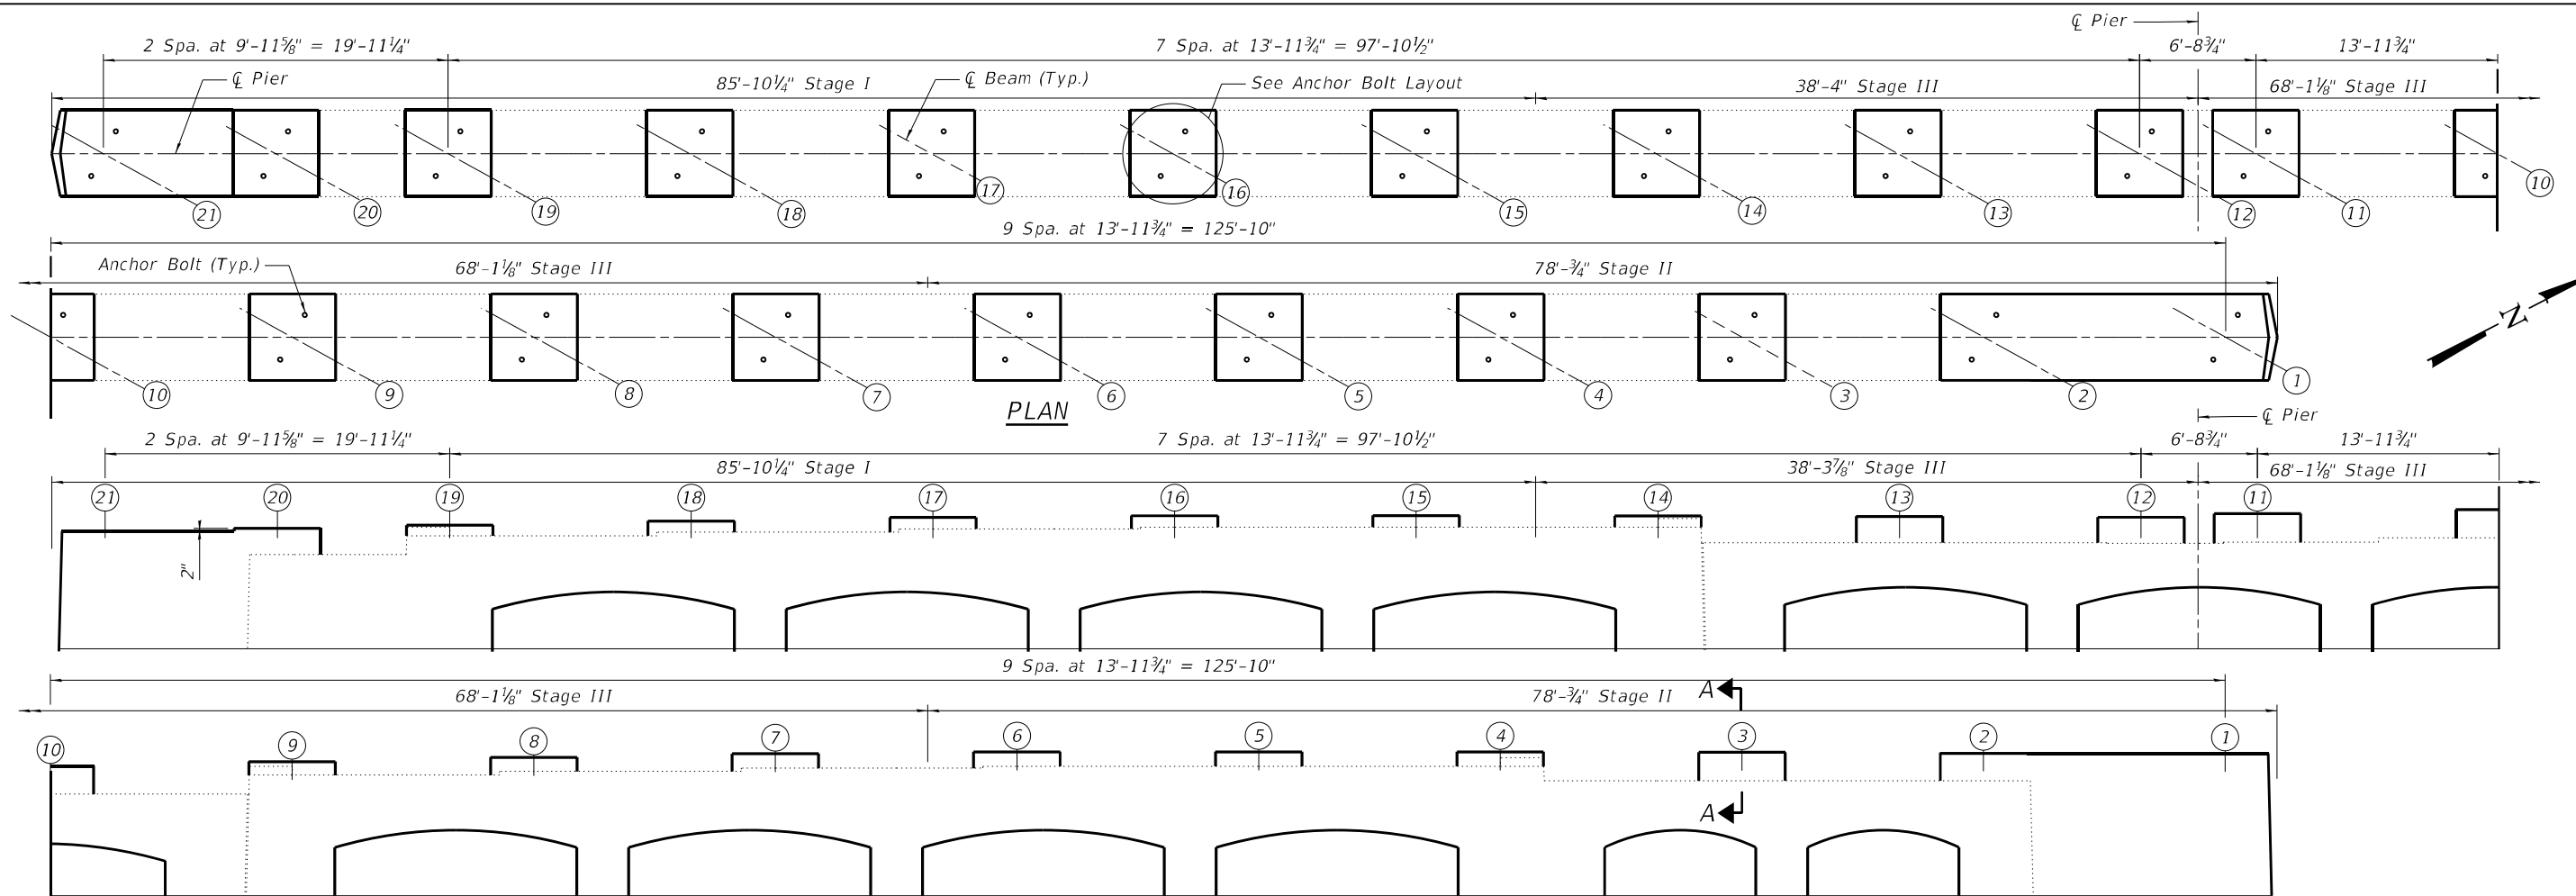 ℄ Pier
2 Spa. at 9'-11⅝" = 19'-11¼" 7 Spa. at 13'-11¾" = 97'-10½" 6'-8¾" 13'-11¾"
℄ Pier 85'-10¼" Stage I ℄ Beam (Typ.) See Anchor Bolt Layout 38'-4" Stage III 68'-1⅛" Stage III
21 20 19 18 17 16 15 14 13 12 11 10
9 Spa. at 13'-11¾" = 125'-10"
Anchor Bolt (Typ.) 68'-1⅛" Stage III 78'-¾" Stage II
N
10 9 8 7 6 5 4 3 2 1
PLAN
℄ Pier
2 Spa. at 9'-11⅝" = 19'-11¼" 7 Spa. at 13'-11¾" = 97'-10½" 6'-8¾" 13'-11¾"
85'-10¼" Stage I 38'-3⅞" Stage III 68'-1⅛" Stage III
21 20 19 18 17 16 15 14 13 12 11
2"
9 Spa. at 13'-11¾" = 125'-10"
68'-1⅛" Stage III 78'-¾" Stage II A
10 9 8 7 6 5 4 3 2 1
A